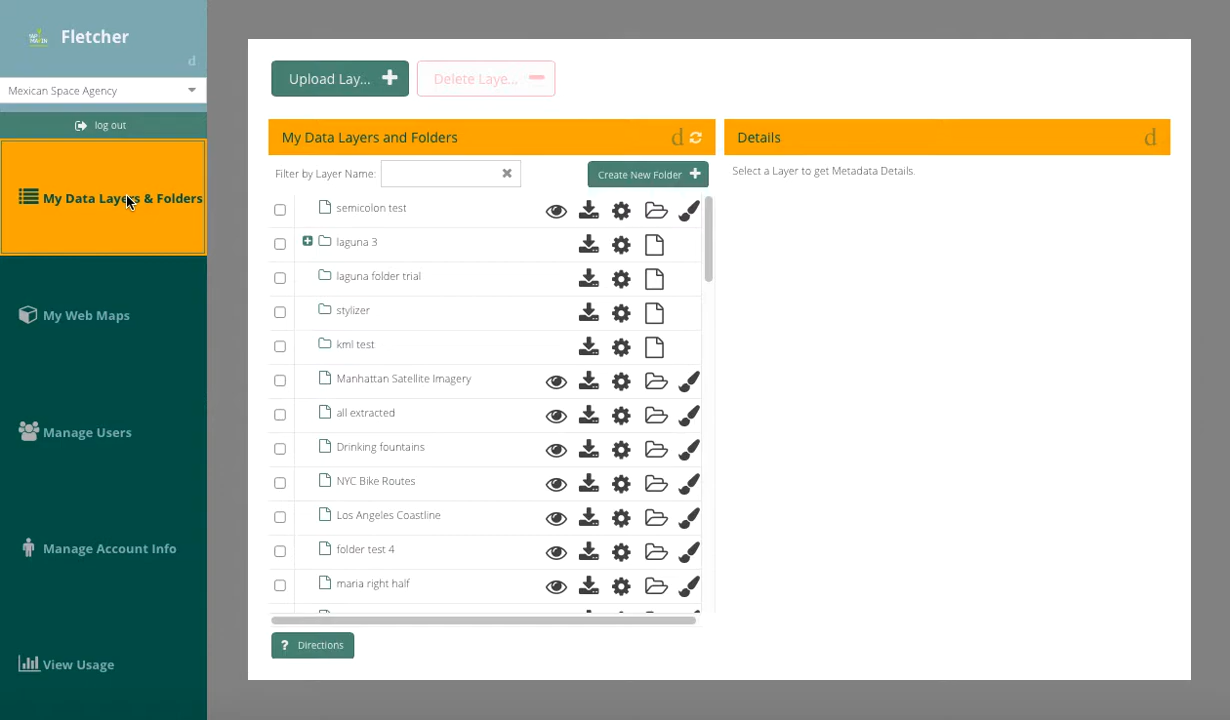 Fletcher
d
Mexican Space Agency
log out
My Data Layers & Folders
My Web Maps
Manage Users
Manage Account Info
View Usage
Upload Lay...
Delete Laye...
My Data Layers and Folders d
Filter by Layer Name:
Create New Folder
semicolon test
laguna 3
laguna folder trial
stylizer
kml test
Manhattan Satellite Imagery
all extracted
Drinking fountains
NYC Bike Routes
Los Angeles Coastline
folder test 4
maria right half
? Directions
Details d
Select a Layer to get Metadata Details.